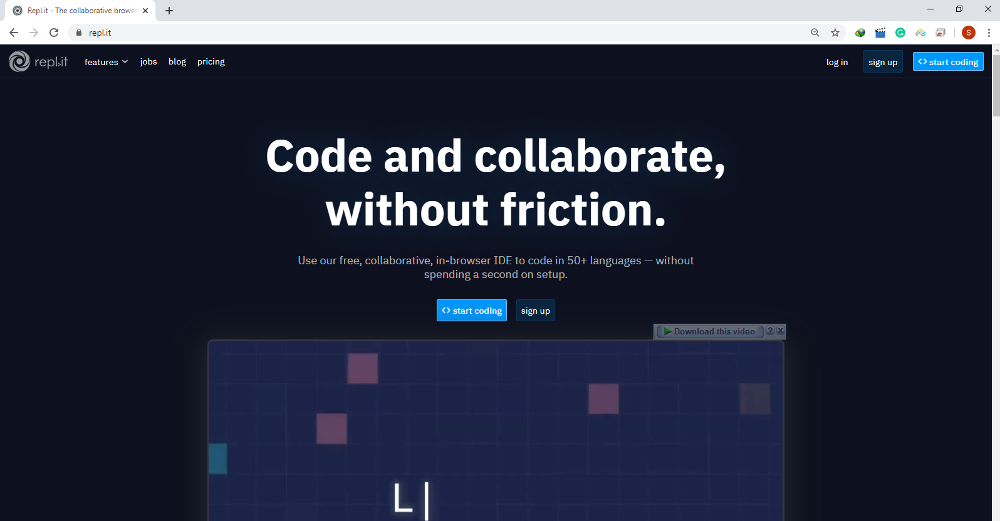 Repl.it - The collaborative browse
repl.it
S
repl.it
features
jobs
blog
pricing
log in
sign up
<> start coding
Code and collaborate,
without friction.
Use our free, collaborative, in-browser IDE to code in 50+ languages — without
spending a second on setup.
<> start coding
sign up
Download this video
?
X
L|